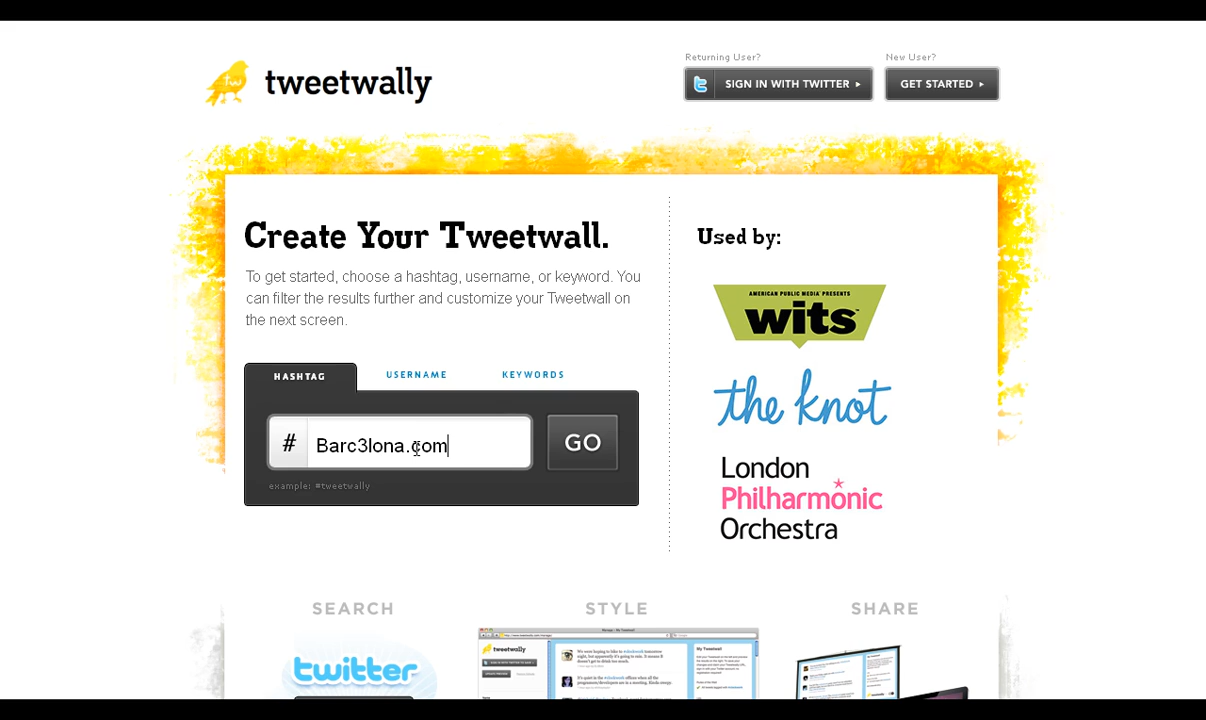 Returning User?
New User?
tweetwally
SIGN IN WITH TWITTER
GET STARTED
Create Your Tweetwall.
To get started, choose a hashtag, username, or keyword. You
can filter the results further and customize your Tweetwall on
the next screen.
HASHTAG
USERNAME
KEYWORDS
# Barc3lona.com
GO
example: #tweetwally
Used by:
AMERICAN PUBLIC MEDIA PRESENTS
wits
the knot
London
Philharmonic
Orchestra
SEARCH
STYLE
SHARE
twitter
tweetwally
My Tweetwall